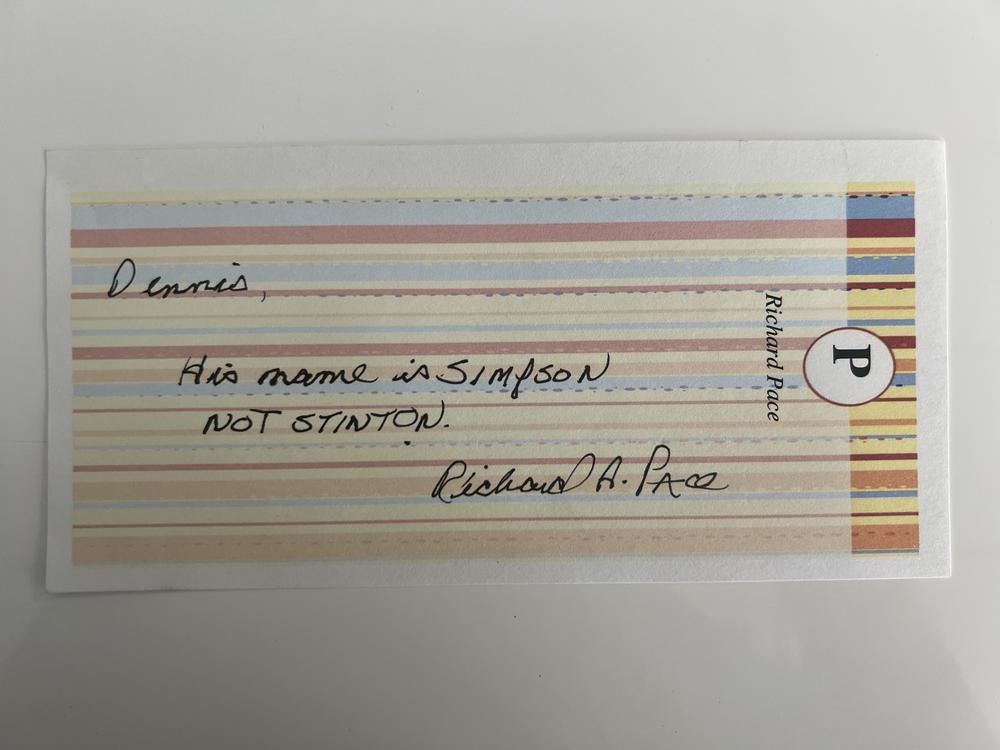 Dennis,
His name is SIMPSON
NOT STINTON.
Richard A. PACE
Richard Pace
P